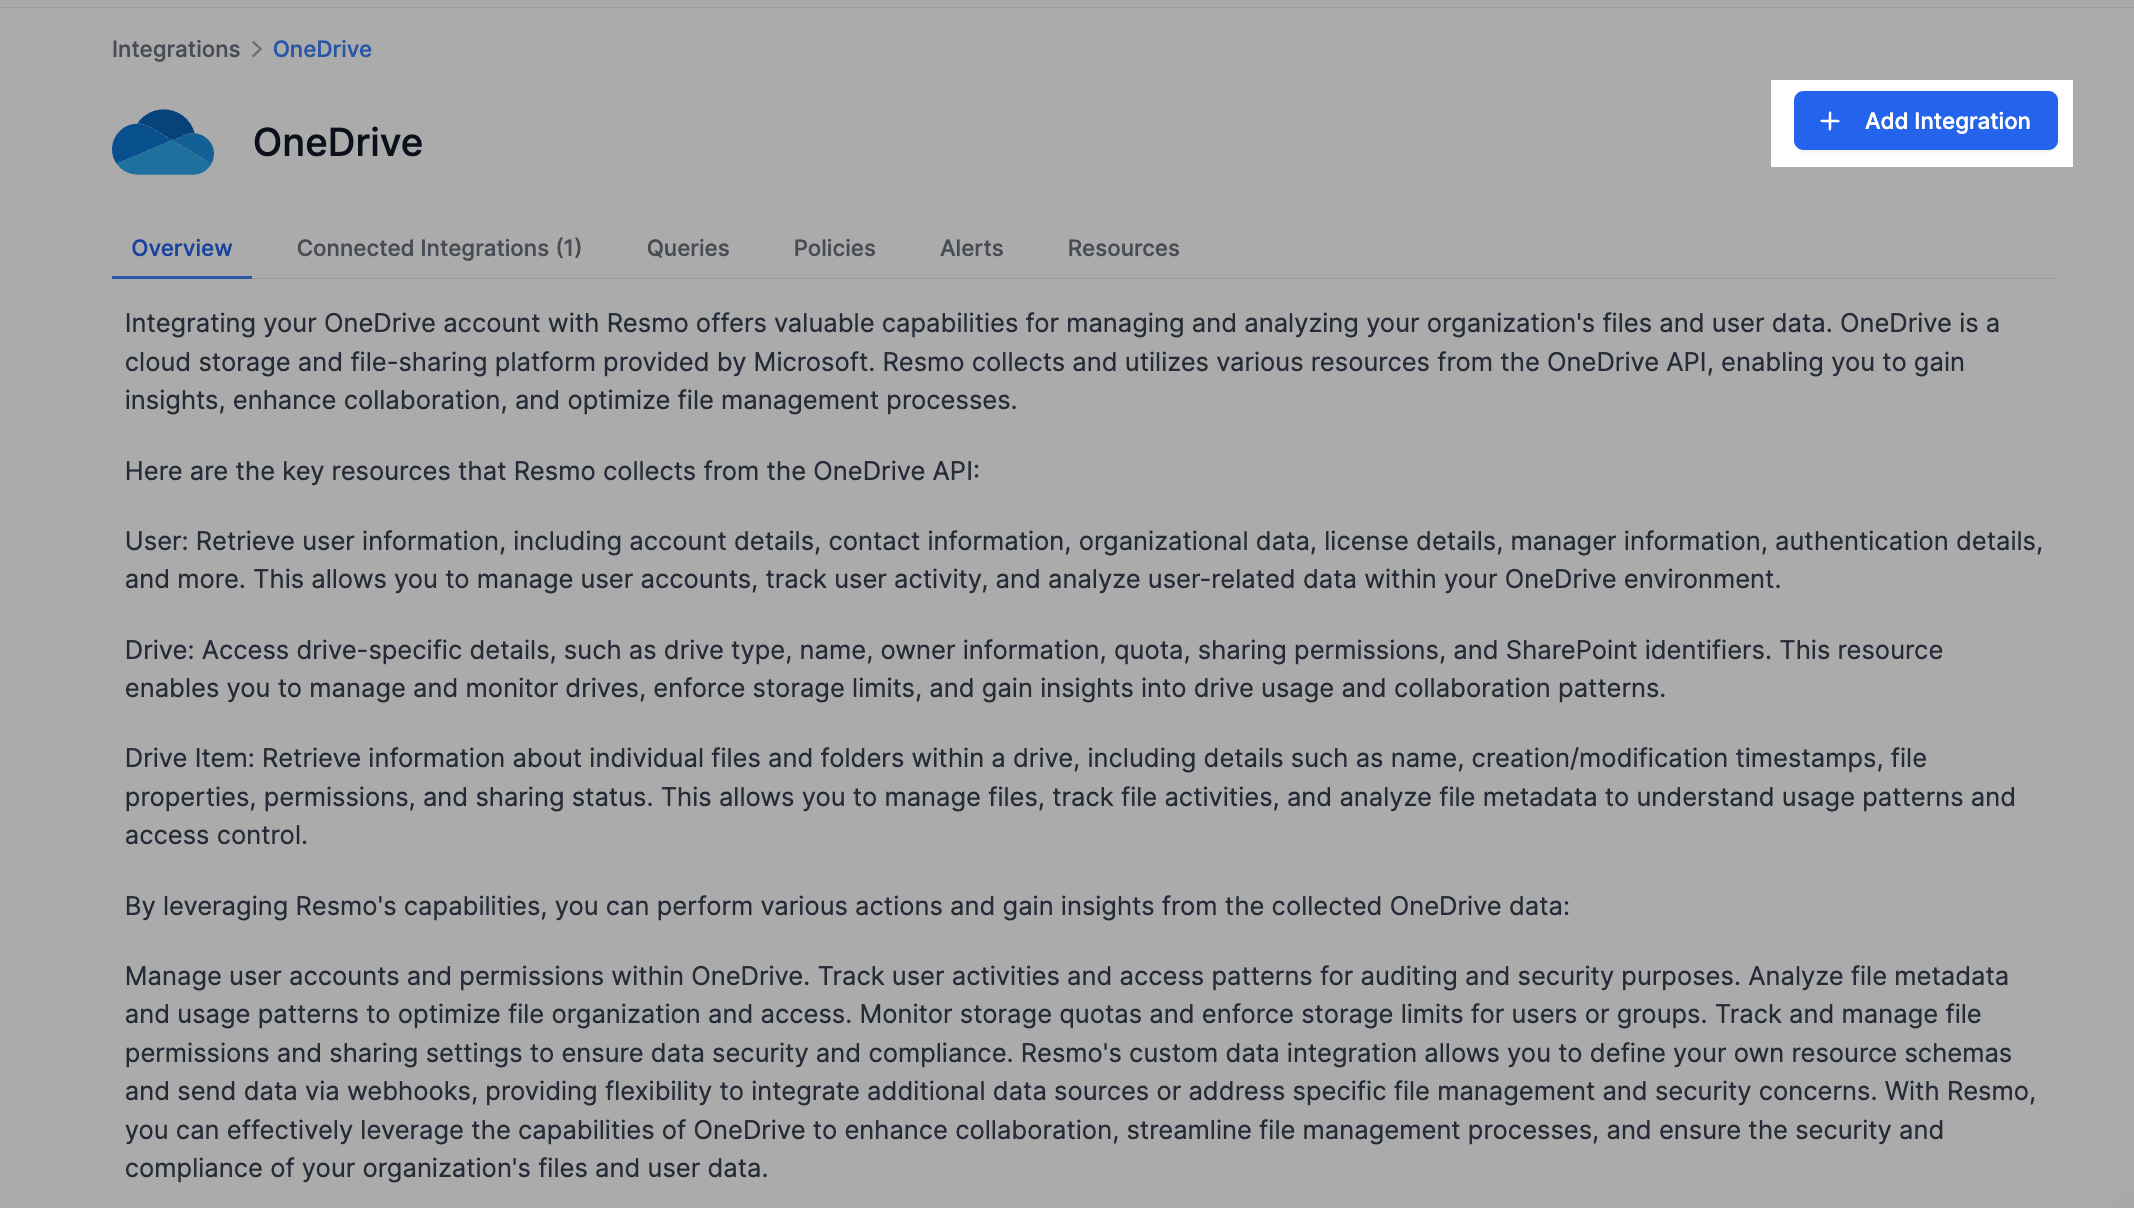 Integrations > OneDrive
OneDrive
+ Add Integration
Overview Connected Integrations (1) Queries Policies Alerts Resources
Integrating your OneDrive account with Resmo offers valuable capabilities for managing and analyzing your organization's files and user data. OneDrive is a
cloud storage and file-sharing platform provided by Microsoft. Resmo collects and utilizes various resources from the OneDrive API, enabling you to gain
insights, enhance collaboration, and optimize file management processes.
Here are the key resources that Resmo collects from the OneDrive API:
User: Retrieve user information, including account details, contact information, organizational data, license details, manager information, authentication details,
and more. This allows you to manage user accounts, track user activity, and analyze user-related data within your OneDrive environment.
Drive: Access drive-specific details, such as drive type, name, owner information, quota, sharing permissions, and SharePoint identifiers. This resource
enables you to manage and monitor drives, enforce storage limits, and gain insights into drive usage and collaboration patterns.
Drive Item: Retrieve information about individual files and folders within a drive, including details such as name, creation/modification timestamps, file
properties, permissions, and sharing status. This allows you to manage files, track file activities, and analyze file metadata to understand usage patterns and
access control.
By leveraging Resmo's capabilities, you can perform various actions and gain insights from the collected OneDrive data:
Manage user accounts and permissions within OneDrive. Track user activities and access patterns for auditing and security purposes. Analyze file metadata
and usage patterns to optimize file organization and access. Monitor storage quotas and enforce storage limits for users or groups. Track and manage file
permissions and sharing settings to ensure data security and compliance. Resmo's custom data integration allows you to define your own resource schemas
and send data via webhooks, providing flexibility to integrate additional data sources or address specific file management and security concerns. With Resmo,
you can effectively leverage the capabilities of OneDrive to enhance collaboration, streamline file management processes, and ensure the security and
compliance of your organization's files and user data.